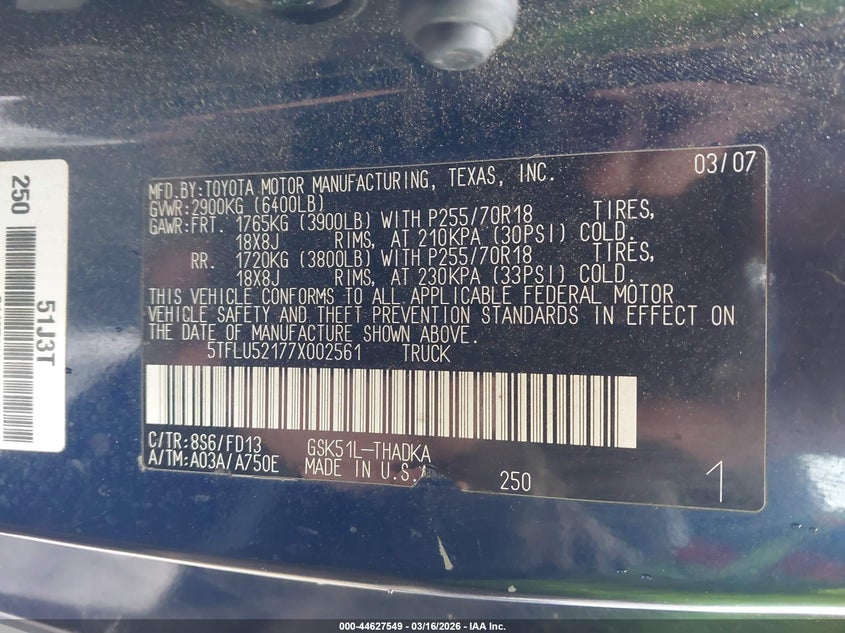 03/07
MFD.BY:TOYOTA MOTOR MANUFACTURING, TEXAS, INC.
GVWR:2900KG (6400LB)
GAWR:FRT. 1765KG (3900LB) WITH P255/70R18 TIRES,
18X8J RIMS, AT 210KPA (30PSI) COLD.
RR. 1720KG (3800LB) WITH P255/70R18 TIRES,
18X8J RIMS, AT 230KPA (33PSI) COLD.
THIS VEHICLE CONFORMS TO ALL APPLICABLE FEDERAL MOTOR
VEHICLE SAFETY AND THEFT PREVENTION STANDARDS IN EFFECT ON
THE DATE OF MANUFACTURE SHOWN ABOVE.
5TFLU52177X002561 TRUCK
C/TR:8S6/FD13 GSK51L-THADKA
A/TM:A03A/A750E MADE IN U.S.
250 1
250
51J3T
000-44627549 — 03/16/2026 — IAA Inc.